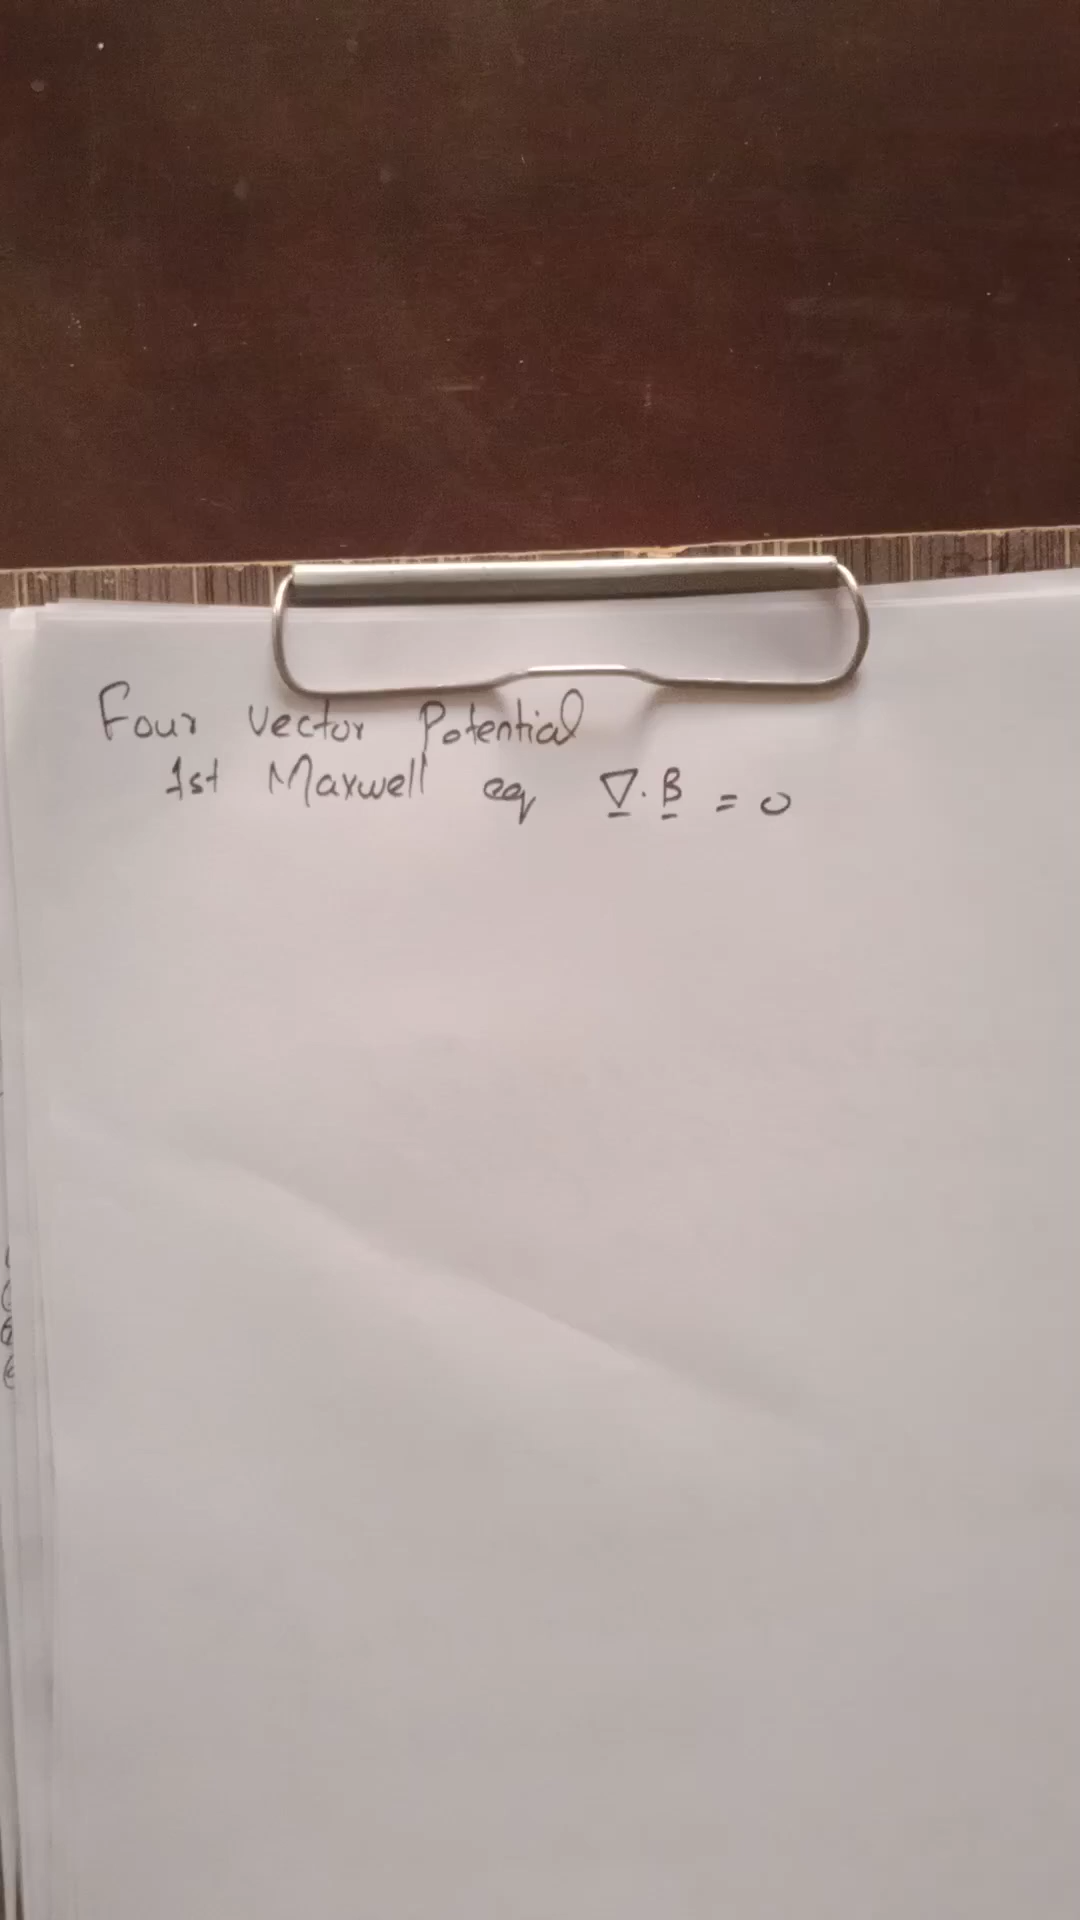 Four Vector Potential
1st Maxwell eq ∇·B = 0